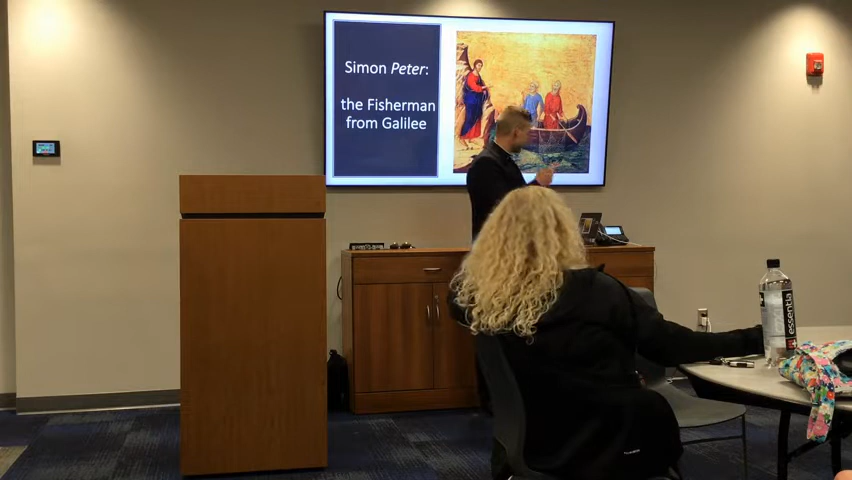 Simon Peter:
the Fisherman
from Galilee
essentia